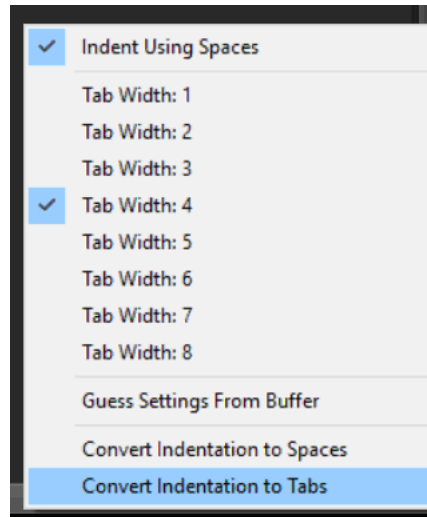 Indent Using Spaces
Tab Width: 1
Tab Width: 2
Tab Width: 3
Tab Width: 4
Tab Width: 5
Tab Width: 6
Tab Width: 7
Tab Width: 8
Guess Settings From Buffer
Convert Indentation to Spaces
Convert Indentation to Tabs